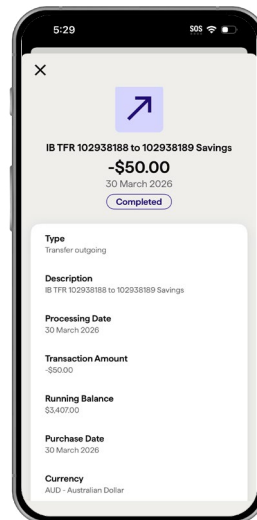 5:29
SOS
IB TFR 102938188 to 102938189 Savings
-$50.00
30 March 2026
Completed
Type
Transfer outgoing
Description
IB TFR 102938188 to 102938189 Savings
Processing Date
30 March 2026
Transaction Amount
-$50.00
Running Balance
$3,407.00
Purchase Date
30 March 2026
Currency
AUD - Australian Dollar